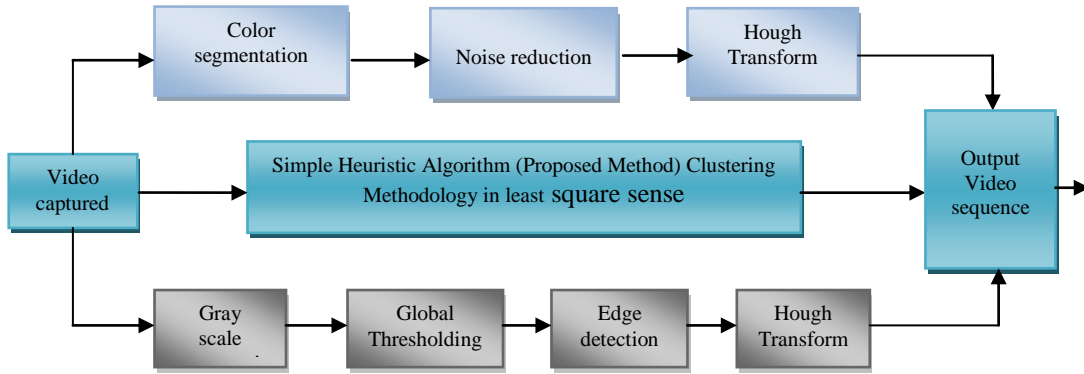 Color
segmentation
Noise reduction
Hough
Transform
Video
captured
Simple Heuristic Algorithm (Proposed Method) Clustering
Methodology in least square sense
Output
Video
sequence
Gray
scale
.
Global
Thresholding
Edge
detection
Hough
Transform